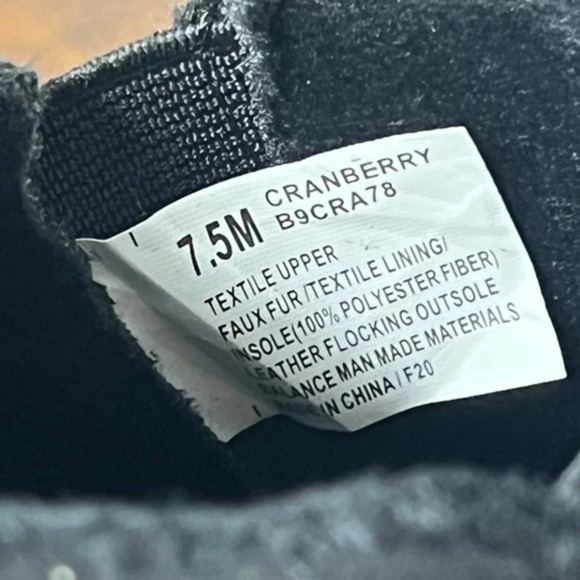 7.5M CRANBERRY
B9CRA78
TEXTILE UPPER
FAUX FUR/TEXTILE LINING/
INSOLE(100% POLYESTER FIBER)
LEATHER FLOCKING OUTSOLE
BALANCE MAN MADE MATERIALS
IN CHINA/F20